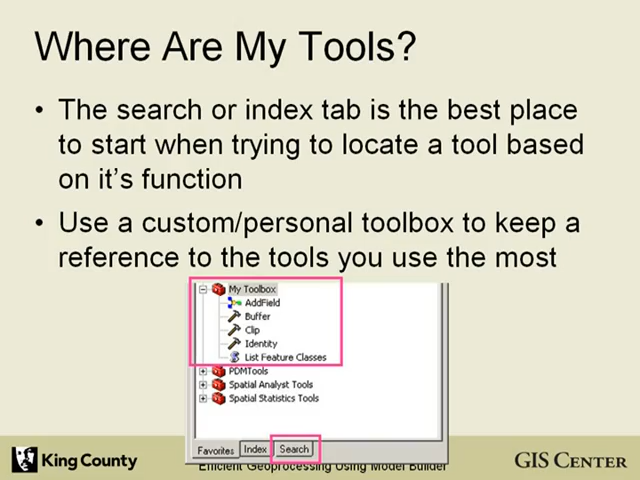 Where Are My Tools?
• The search or index tab is the best place
to start when trying to locate a tool based
on it's function
• Use a custom/personal toolbox to keep a
reference to the tools you use the most
My Toolbox
AddField
Buffer
Clip
Identity
List Feature Classes
PDMTools
Spatial Analyst Tools
Spatial Statistics Tools
Favorites Index Search
King County
Efficient Geoprocessing Using Model Builder
GIS CENTER